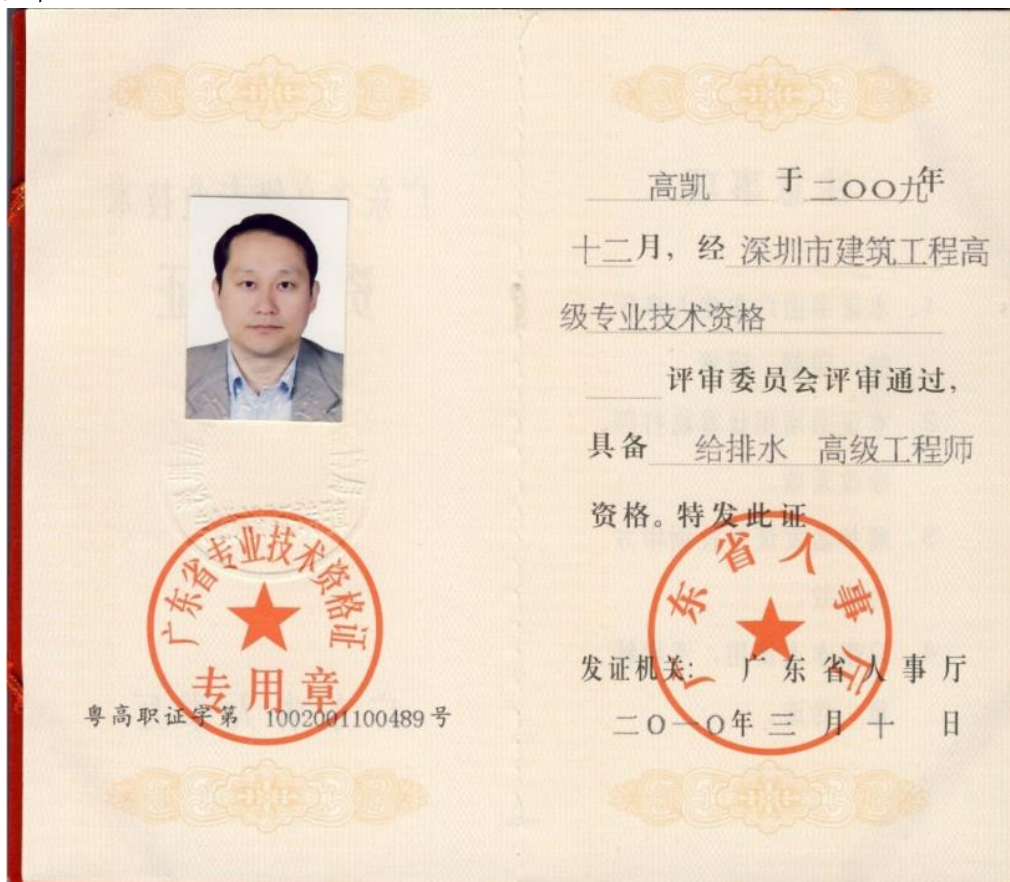 广东省专业技术资格证
专用章
粤高职证字第 1002001100489号
高凯 于二〇〇九年
十二月，经 深圳市建筑工程高
级专业技术资格
评审委员会评审通过，
具备 给排水 高级工程师
资格。特发此证
广东省人事厅
发证机关： 广东省人事厅
二〇一〇年三月十日